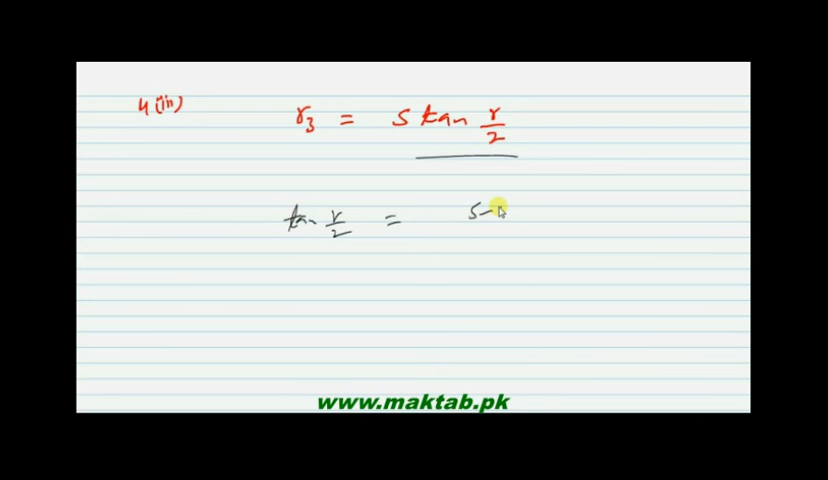 4(iii)
r₃ = s tan γ/2
tan γ/2 = s-
www.maktab.pk